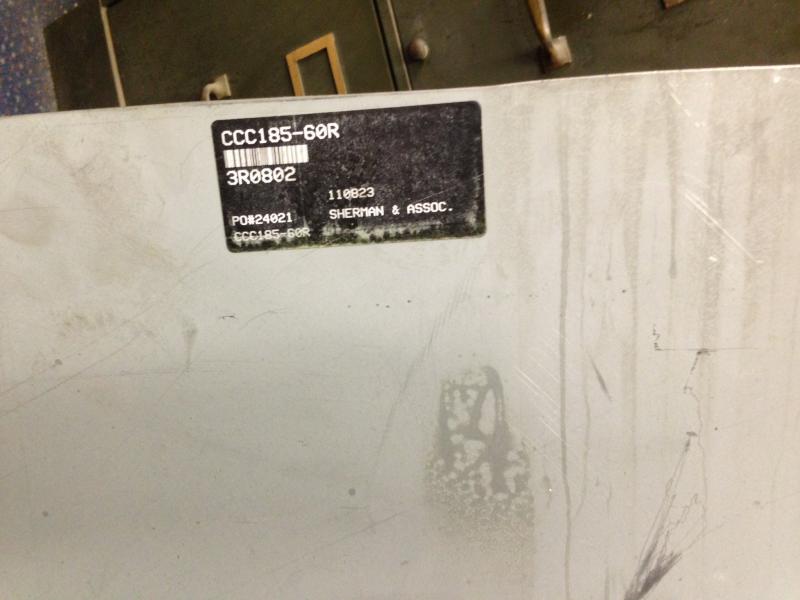 CCC185-60R
3R0802
110823
PO#24021 SHERMAN & ASSOC.
CCC185-60R